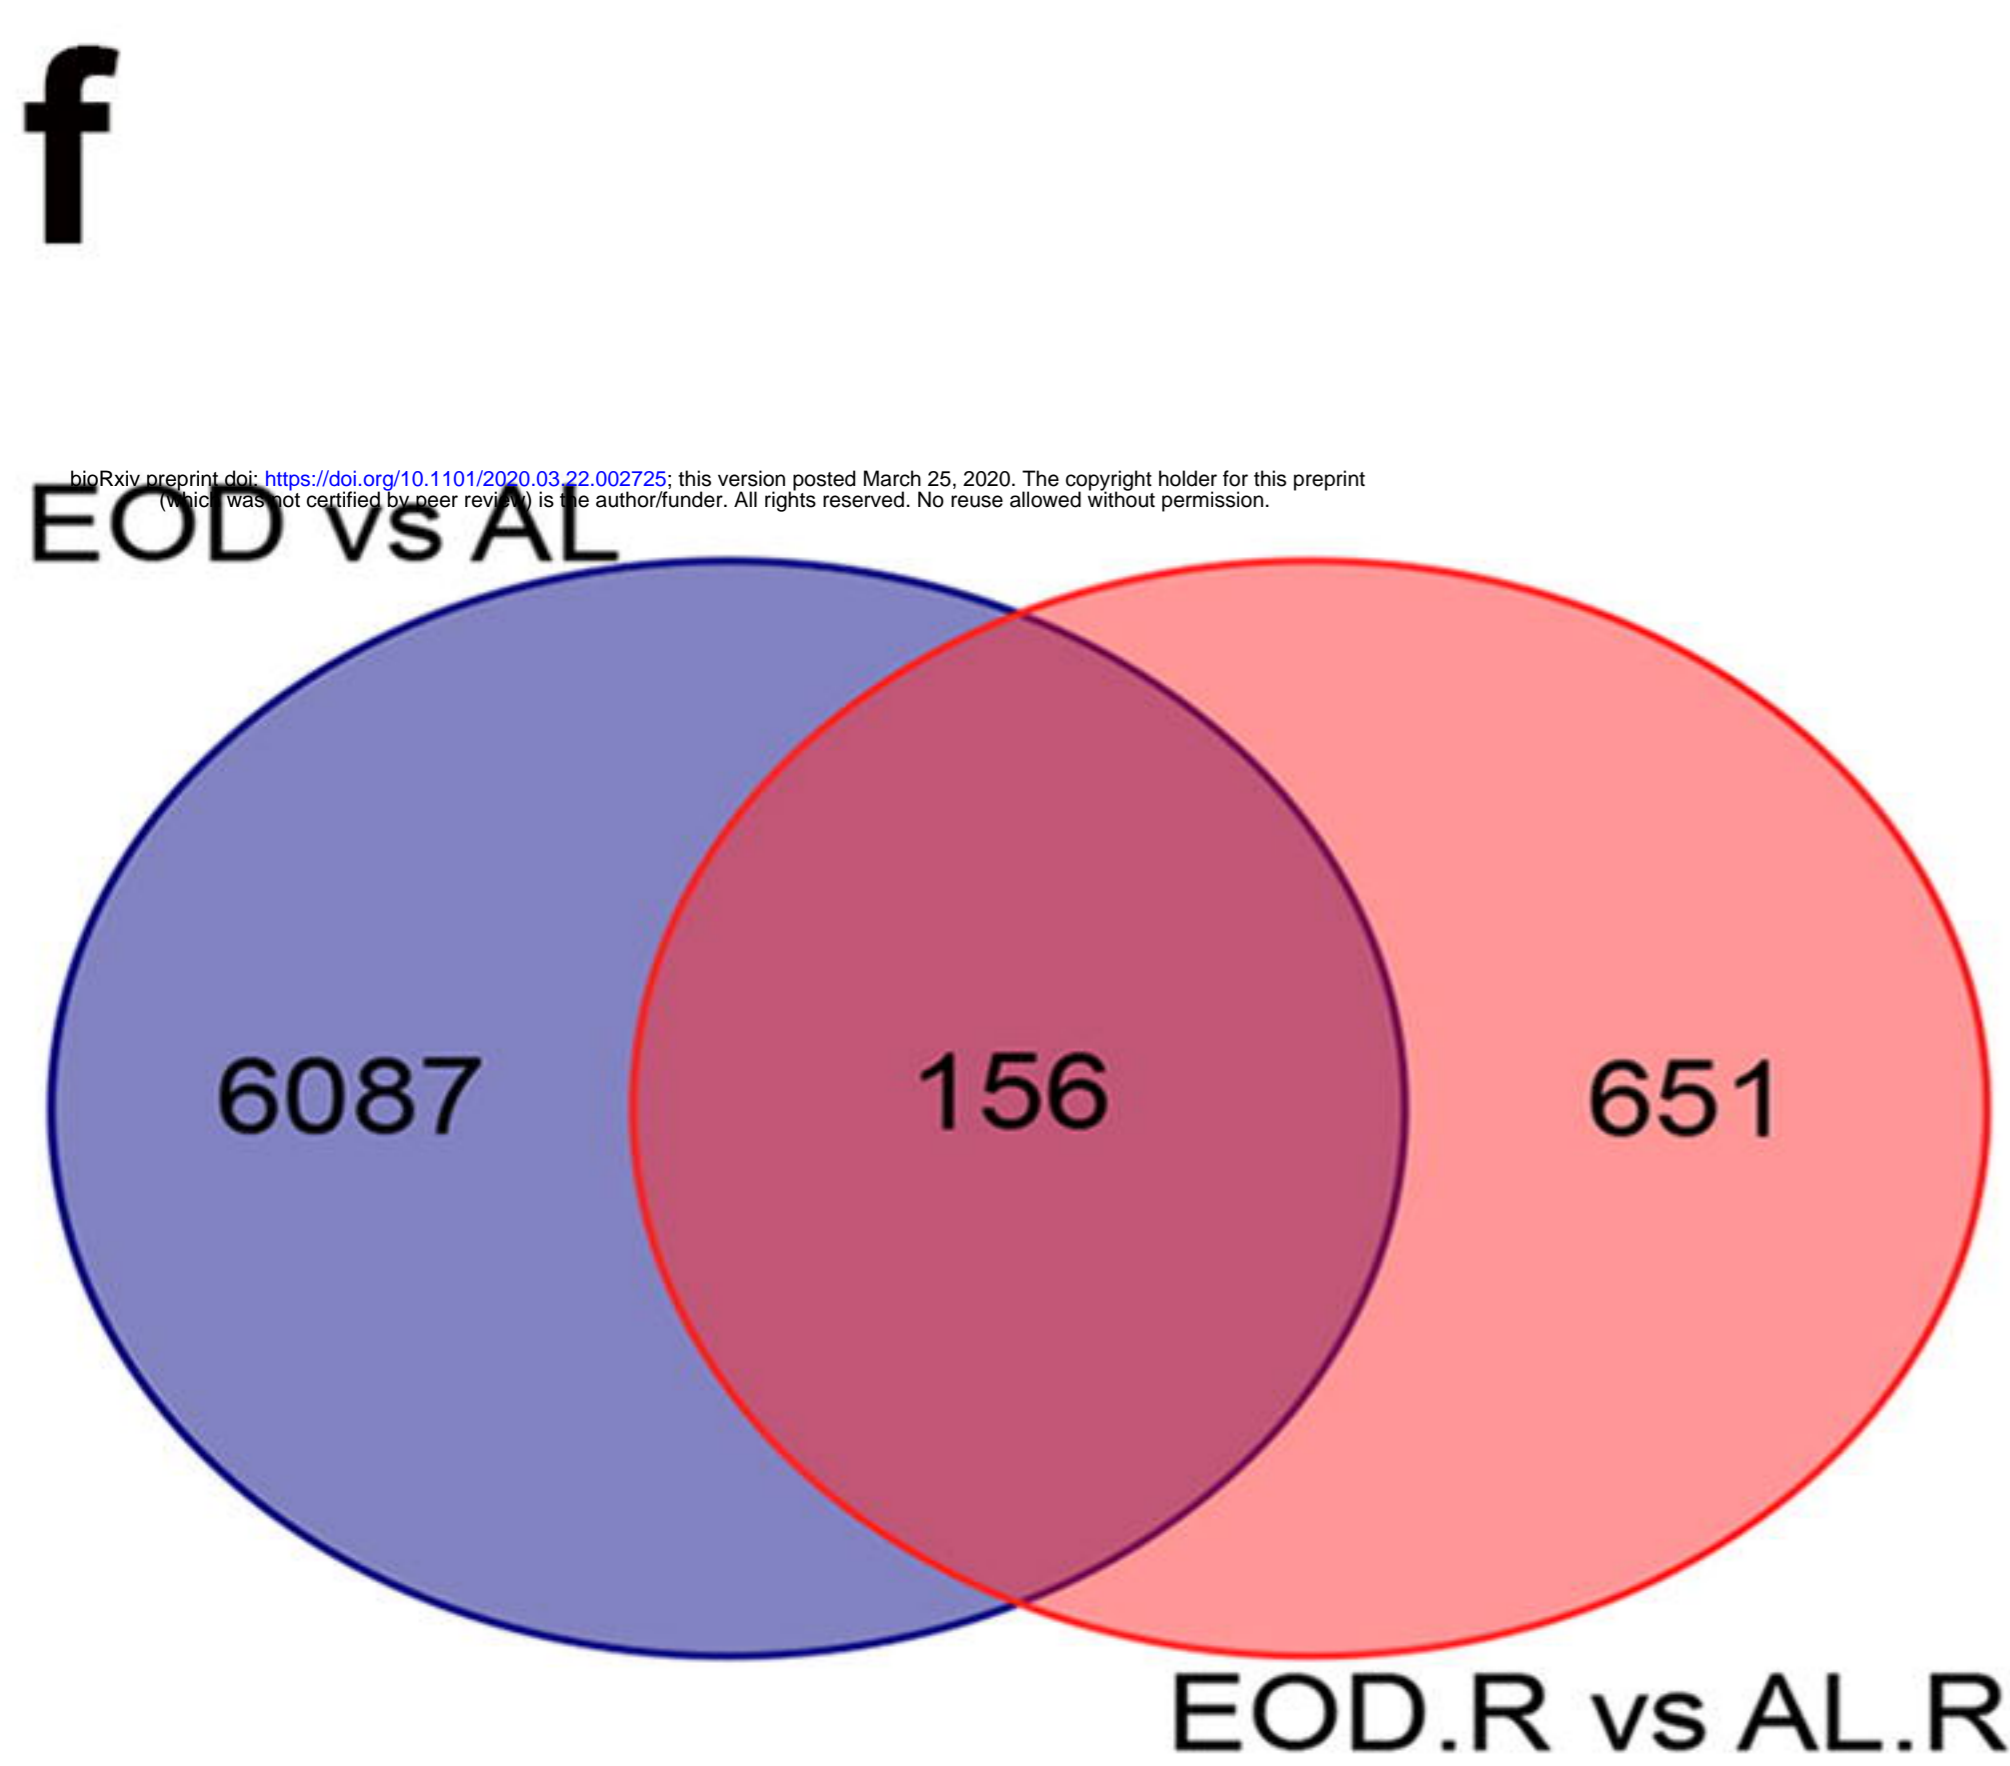 f
bioRxiv preprint doi: https://doi.org/10.1101/2020.03.22.002725; this version posted March 25, 2020. The copyright holder for this preprint
(which was not certified by peer review) is the author/funder. All rights reserved. No reuse allowed without permission.
EOD vs AL
6087 156 651
EOD.R vs AL.R